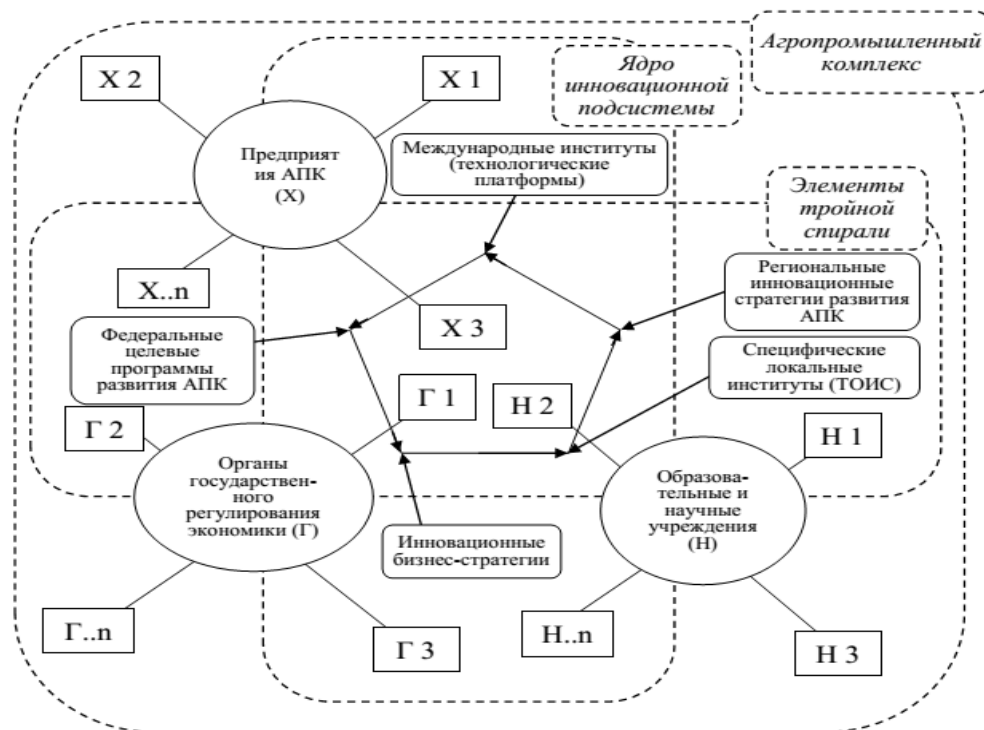 Агропромышленный
комплекс
Ядро
инновационной
подсистемы
Х 2
Х 1
Предприят
ия АПК
(Х)
Международные институты
(технологические
платформы)
Элементы
тройной
спирали
Х..n
Х 3
Региональные
инновационные
стратегии развития
АПК
Федеральные
целевые
программы
развития АПК
Специфические
локальные
институты (ТОИС)
Г 2
Г 1
Н 2
Н 1
Органы
государствен-
ного
регулирования
экономики (Г)
Образова-
тельные и
научные
учреждения
(Н)
Инновационные
бизнес-стратегии
Г..n
Г 3
Н..n
Н 3